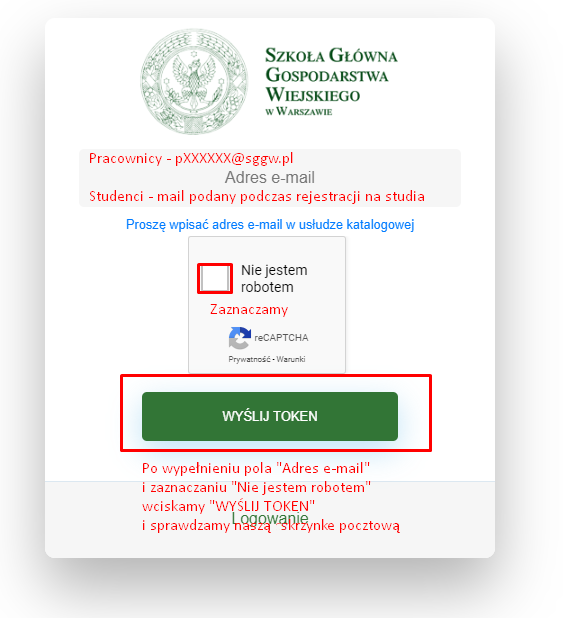 SZKOŁA GŁÓWNA
GOSPODARSTWA
WIEJSKIEGO
W WARSZAWIE
Pracownicy - pXXXXXX@sggw.pl
Adres e-mail
Studenci - mail podany podczas rejestracji na studia
Proszę wpisać adres e-mail w usłudze katalogowej
Nie jestem
robotem
Zaznaczamy
reCAPTCHA
Prywatność - Warunki
WYŚLIJ TOKEN
Po wypełnieniu pola "Adres e-mail"
i zaznaczaniu "Nie jestem robotem"
wciskamy "WYŚLIJ TOKEN"
Logowanie
i sprawdzamy naszą skrzynke pocztową